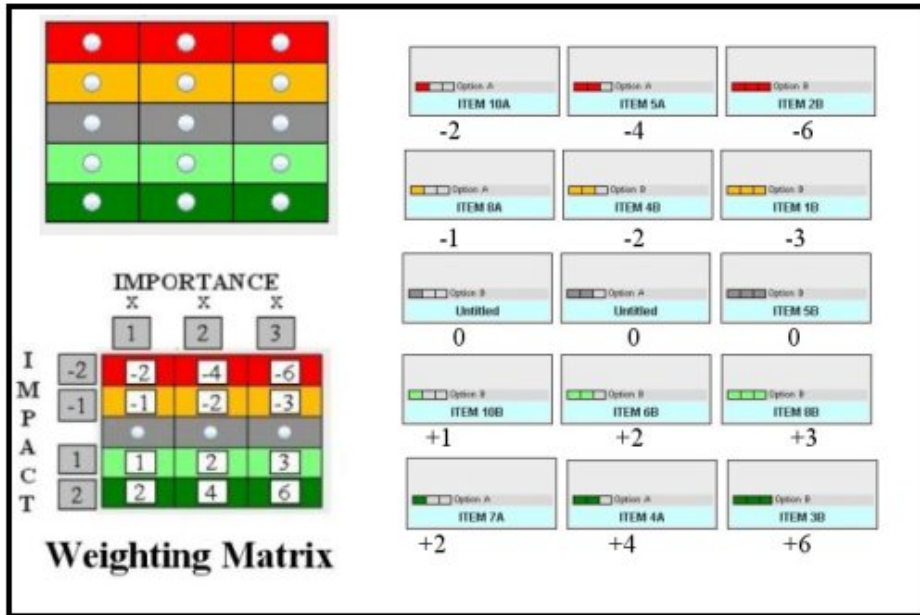 Option A
ITEM 10A
-2
Option A
ITEM 5A
-4
Option B
ITEM 2B
-6
Option A
ITEM 8A
-1
Option B
ITEM 4B
-2
Option B
ITEM 1B
-3
Option B
Untitled
0
Option A
Untitled
0
Option B
ITEM 5B
0
Option B
ITEM 10B
+1
Option B
ITEM 6B
+2
Option B
ITEM 8B
+3
Option A
ITEM 7A
+2
Option A
ITEM 4A
+4
Option B
ITEM 3B
+6
IMPORTANCE
x x x
1 2 3
IMPACT
-2 -2 -4 -6
-1 -1 -2 -3
1 1 2 3
2 2 4 6
Weighting Matrix